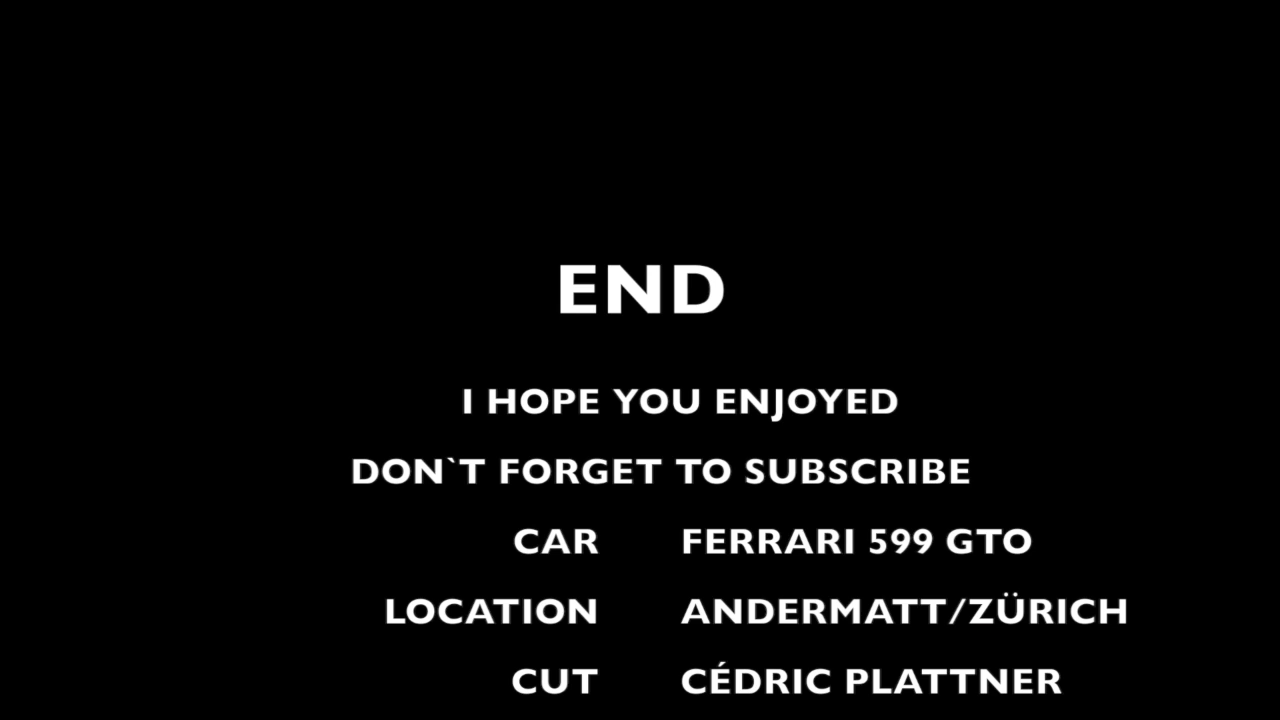 END
I HOPE YOU ENJOYED
DON`T FORGET TO SUBSCRIBE
CAR FERRARI 599 GTO
LOCATION ANDERMATT/ZÜRICH
CUT CÉDRIC PLATTNER